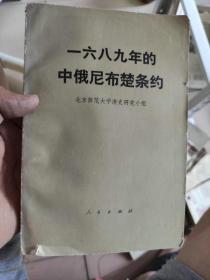 一六八九年的
中俄尼布楚条约
北京师范大学清史研究小组
人民出版社